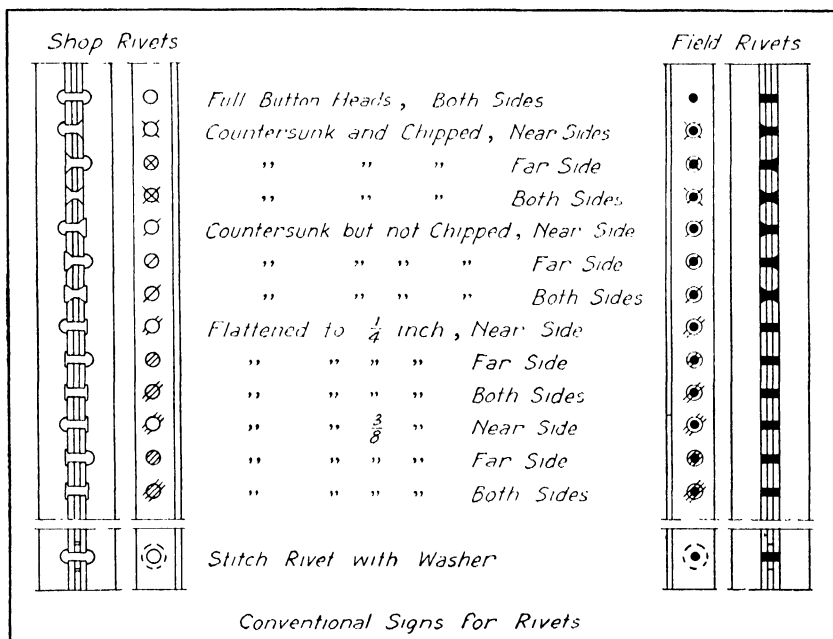 Shop Rivets Field Rivets
Full Button Heads, Both Sides
Countersunk and Chipped, Near Sides
,, ,, ,, Far Side
,, ,, ,, Both Sides
Countersunk but not Chipped, Near Side
,, ,, ,, ,, Far Side
,, ,, ,, ,, Both Sides
Flattened to 1/4 inch, Near Side
,, ,, ,, ,, Far Side
,, ,, ,, ,, Both Sides
,, ,, 3/8 ,, Near Side
,, ,, ,, ,, Far Side
,, ,, ,, ,, Both Sides
Stitch Rivet with Washer
Conventional Signs for Rivets